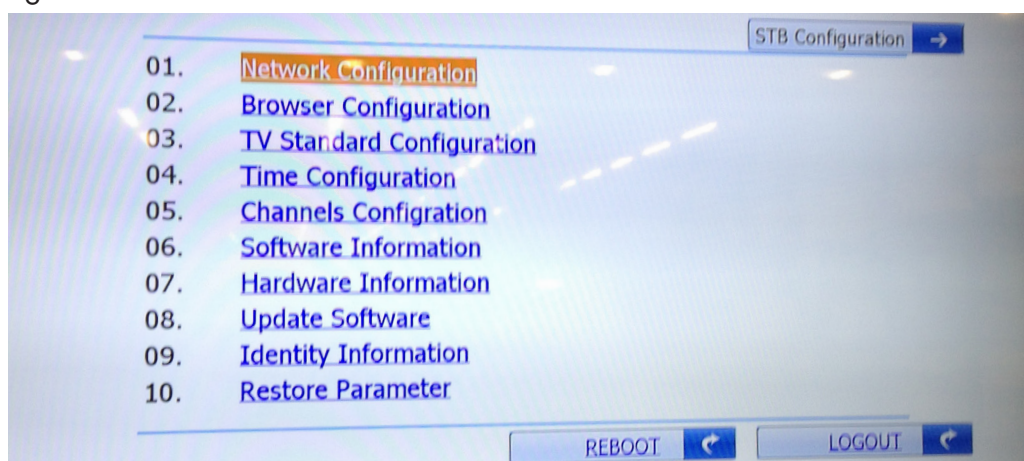 STB Configuration
01. Network Configuration
02. Browser Configuration
03. TV Standard Configuration
04. Time Configuration
05. Channels Configration
06. Software Information
07. Hardware Information
08. Update Software
09. Identity Information
10. Restore Parameter
REBOOT LOGOUT